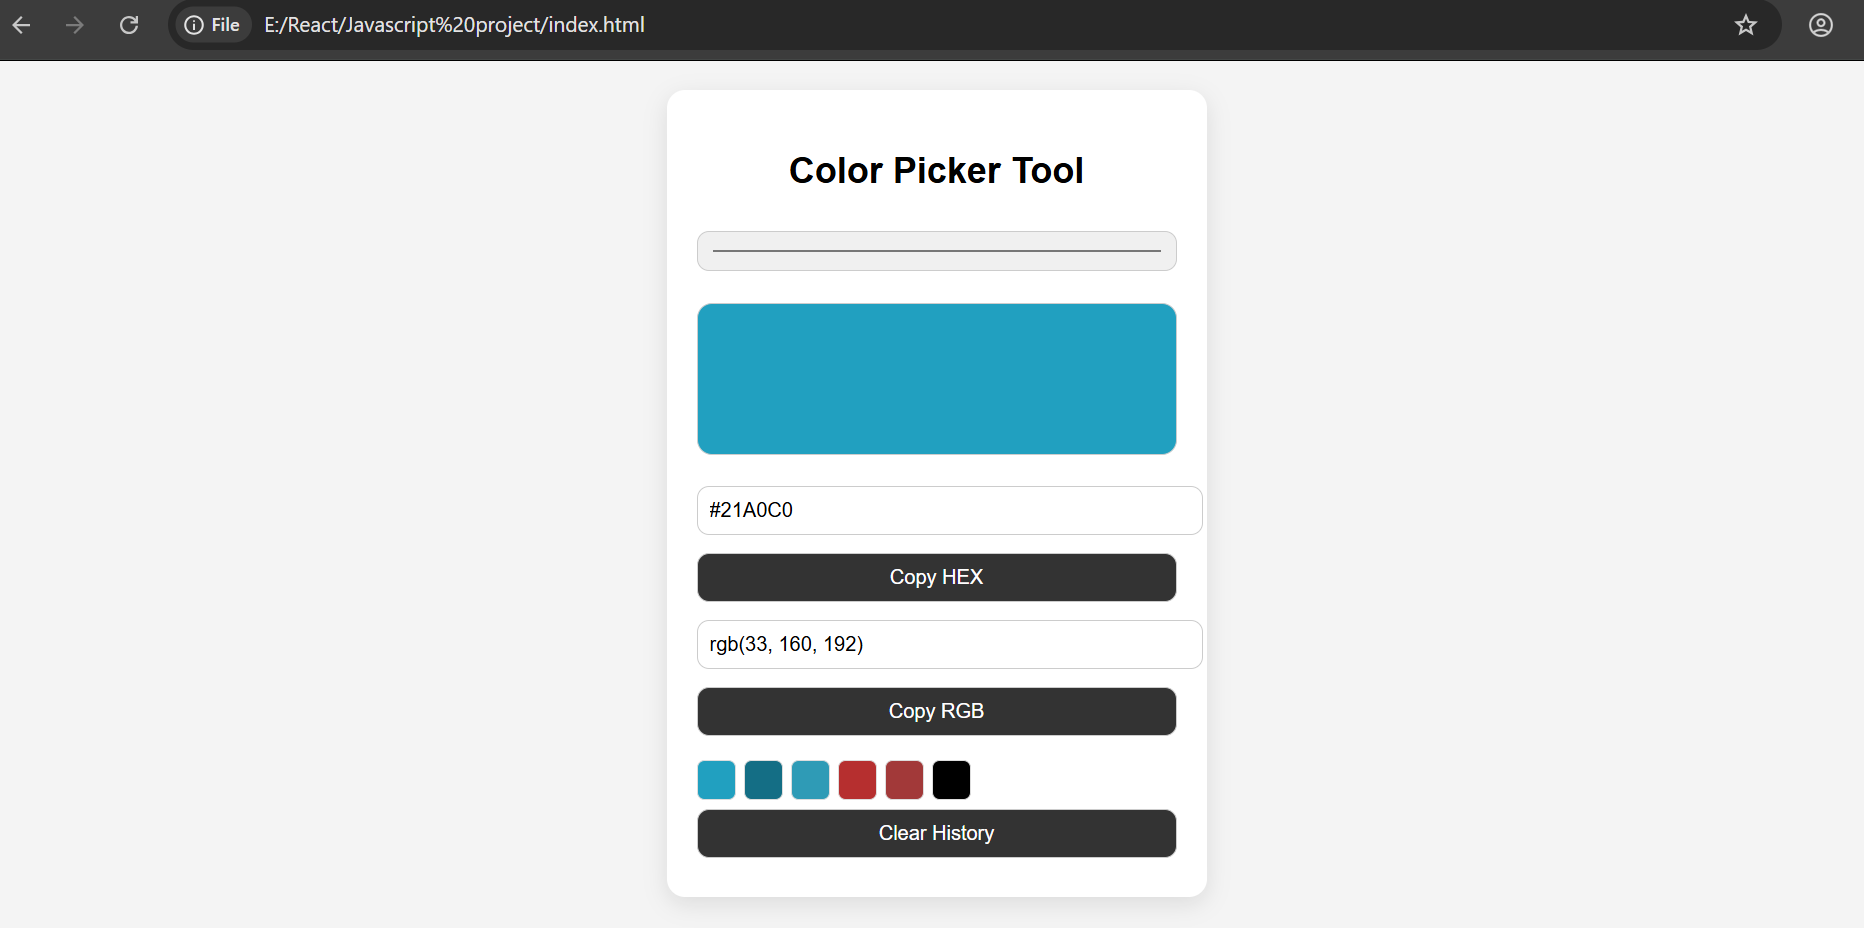 File E:/React/Javascript%20project/index.html
Color Picker Tool
#21A0C0
Copy HEX
rgb(33, 160, 192)
Copy RGB
Clear History